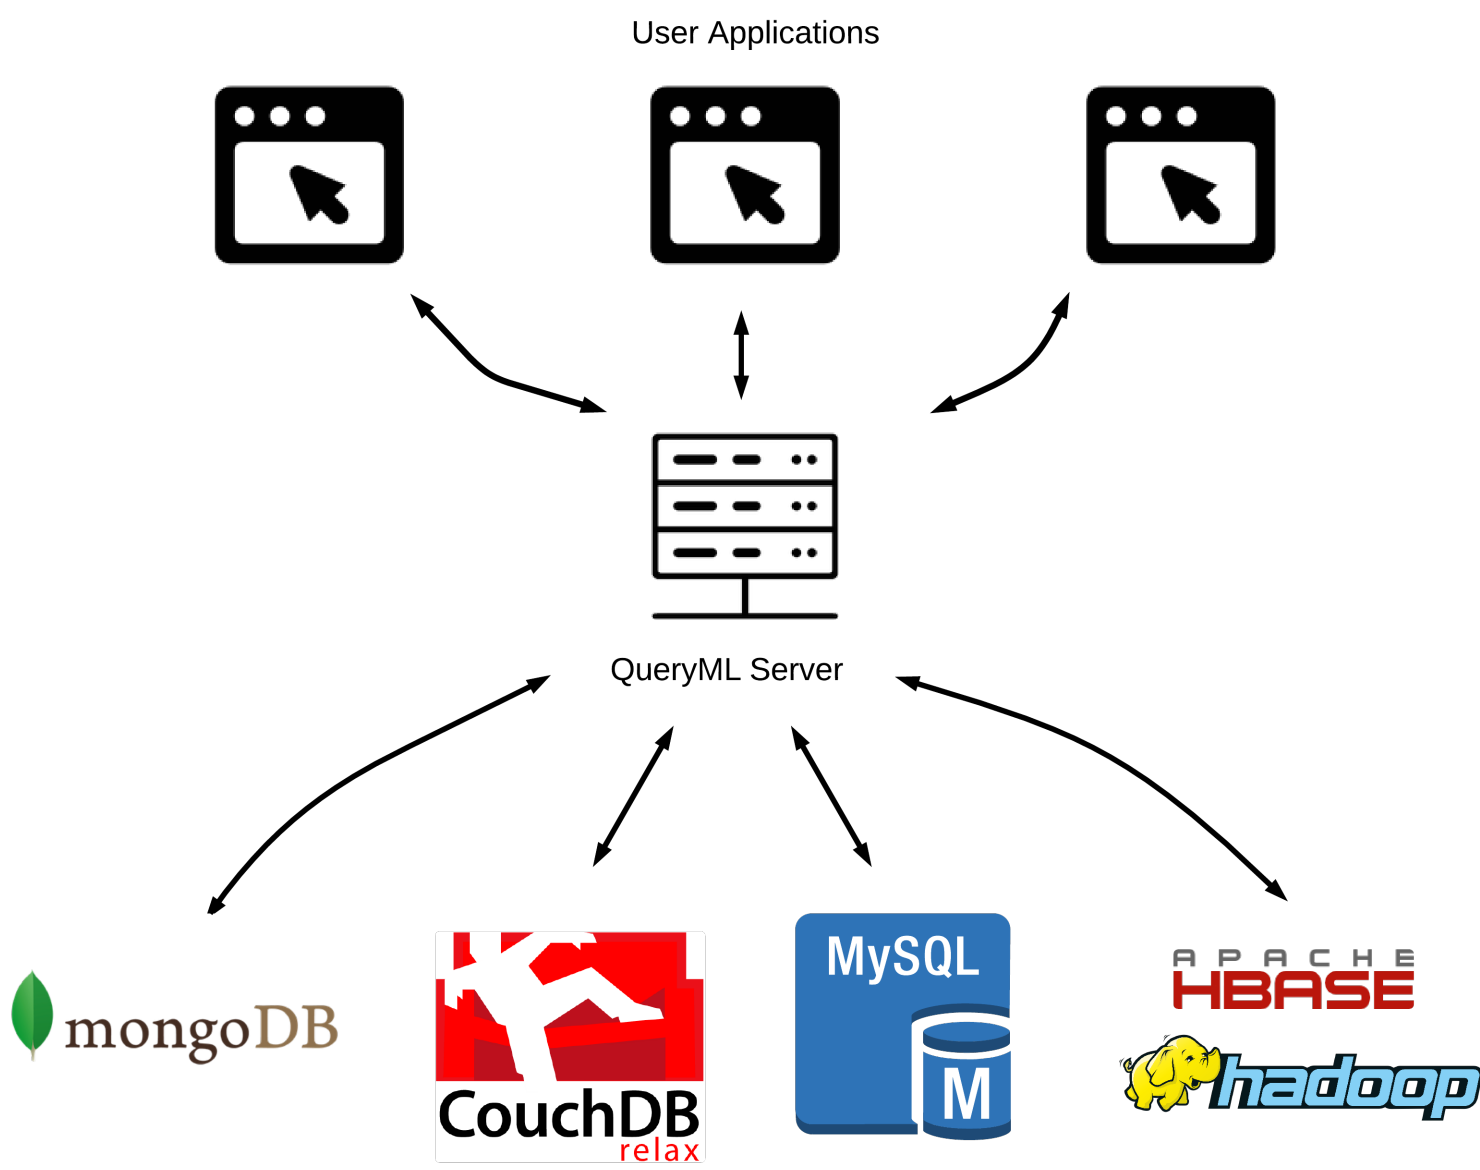 User Applications
QueryML Server
mongoDB
CouchDB
relax
MySQL
M
APACHE
HBASE
hadoop